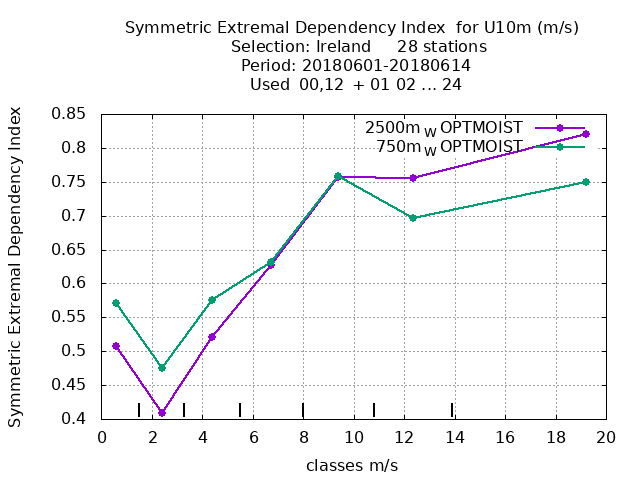 Symmetric Extremal Dependency Index for U10m (m/s)
Selection: Ireland 28 stations
Period: 20180601-20180614
Used 00,12 + 01 02 ... 24
Symmetric Extremal Dependency Index
0.85
0.8
0.75
0.7
0.65
0.6
0.55
0.5
0.45
0.4
2500m W OPTMOIST
750m W OPTMOIST
0 2 4 6 8 10 12 14 16 18 20
classes m/s